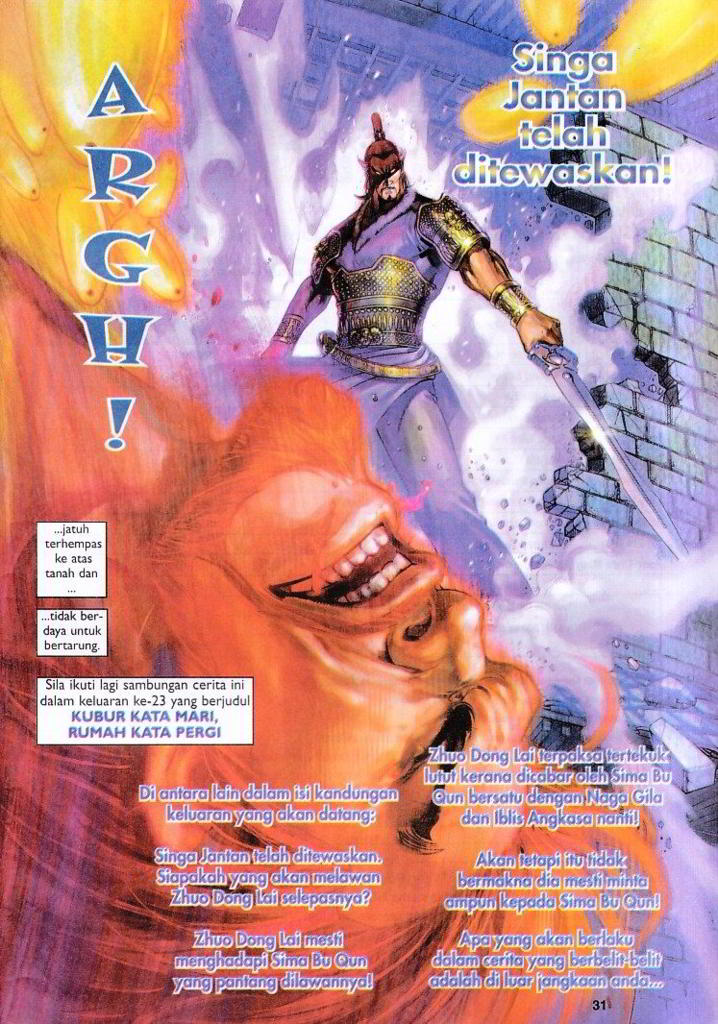 ARGH!
Singa
Jantan
telah
ditewaskan!
...jatuh
terhempas
ke atas
tanah dan
...
...tidak ber-
daya untuk
bertarung.
Sila ikuti lagi sambungan cerita ini
dalam keluaran ke-23 yang berjudul
KUBUR KATA MARI,
RUMAH KATA PERGI
Di antara lain dalam isi kandungan
keluaran yang akan datang:
Singa Jantan telah ditewaskan.
Siapakah yang akan melawan
Zhuo Dong Lai selepasnya?
Zhuo Dong Lai mesti
menghadapi Sima Bu Qun
yang pantang dilawannya!
Zhuo Dong Lai terpaksa tertekuk
lutut kerana dicabar oleh Sima Bu
Qun bersatu dengan Naga Gila
dan Iblis Angkasa nanti!
Akan tetapi itu tidak
bermakna dia mesti minta
ampun kepada Sima Bu Qun!
Apa yang akan berlaku
dalam cerita yang berbelit-belit
adalah di luar jangkaan anda...
31